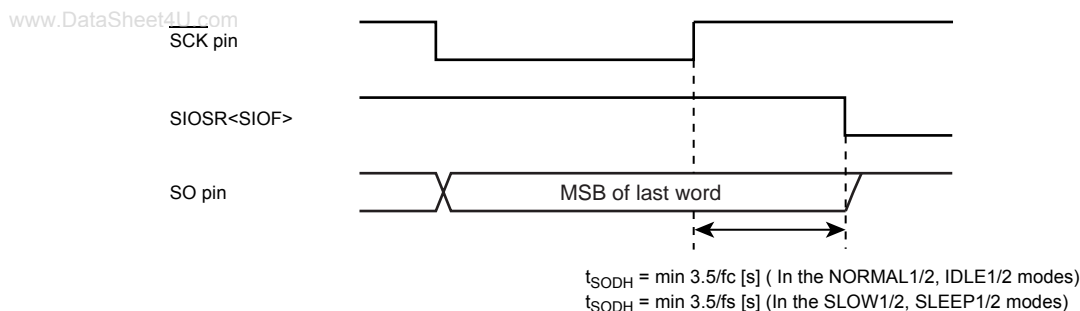 www.DataSheet4U.com
SCK pin
SIOSR<SIOF>
SO pin
MSB of last word
tSODH = min 3.5/fc [s] ( In the NORMAL1/2, IDLE1/2 modes)
tSODH = min 3.5/fs [s] (In the SLOW1/2, SLEEP1/2 modes)